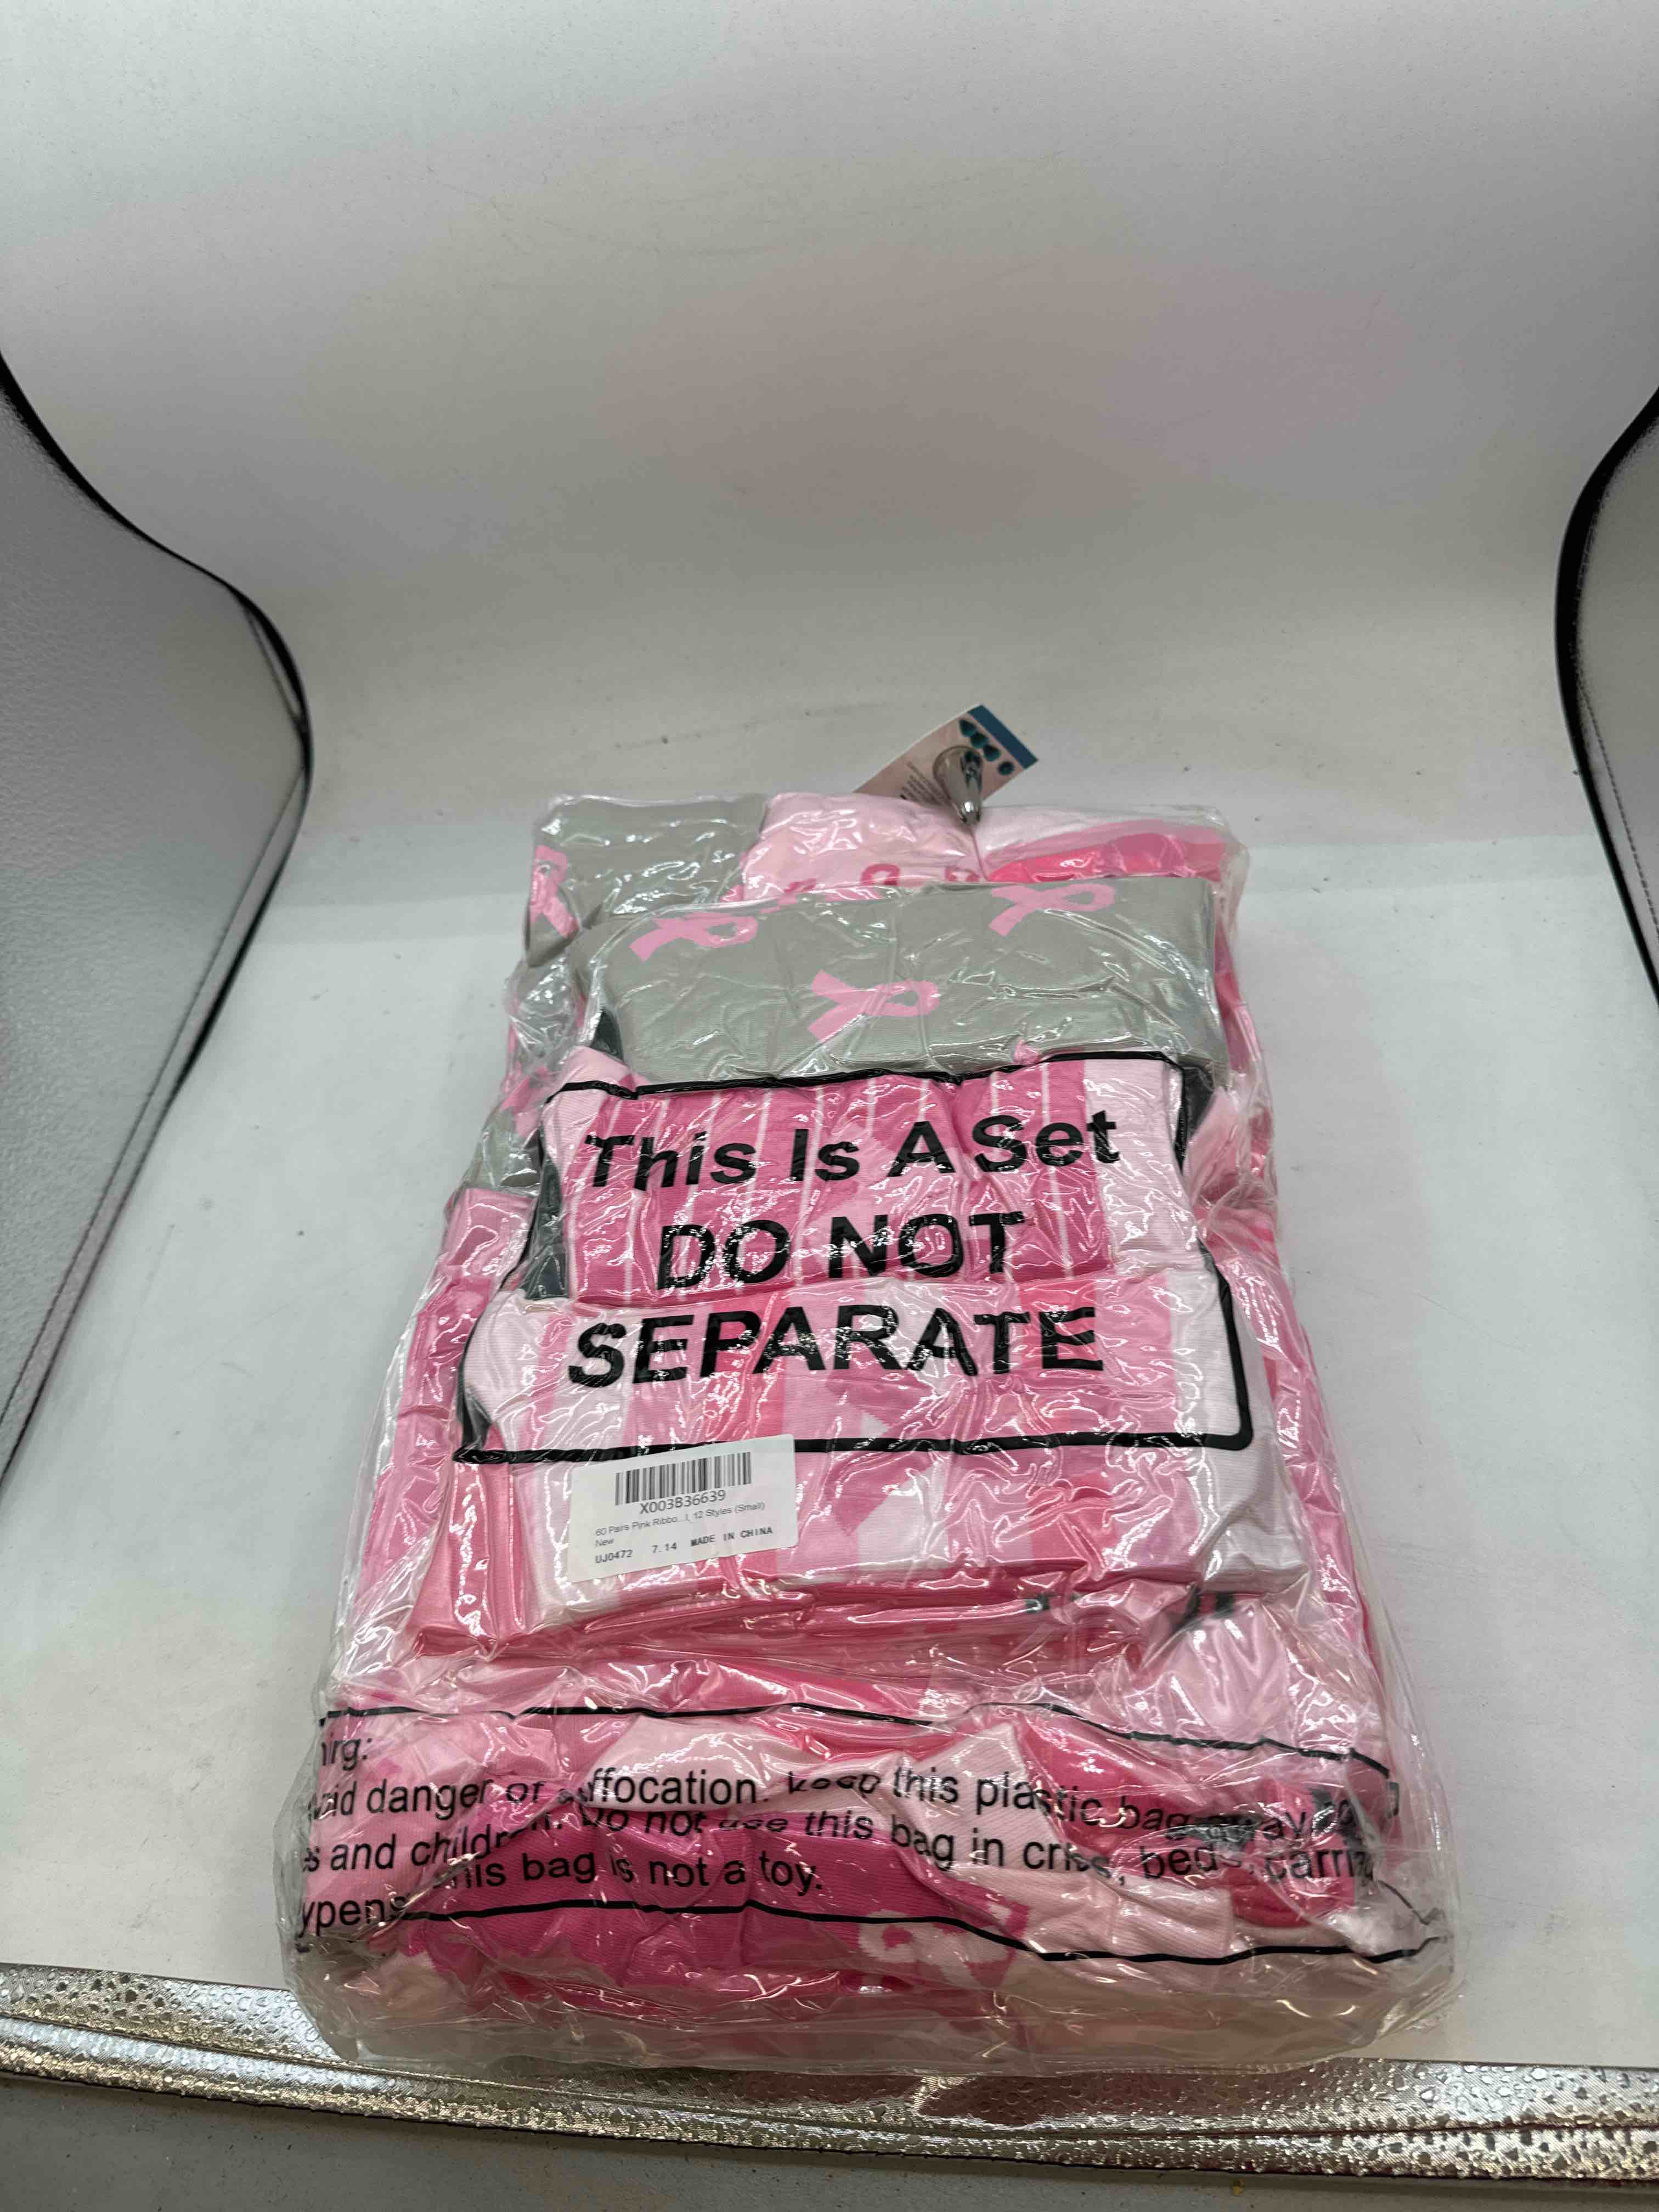 This Is A Set
DO NOT
SEPARATE
X003B36639
60 Pairs Pink Ribbo...l, 12 Styles (Small)
New
UJ0472 7.14 MADE IN CHINA
danger of suffocation. Keep this plastic bag away
and children. Do not use this bag in cribs, beds, carri
ypens. This bag is not a toy.